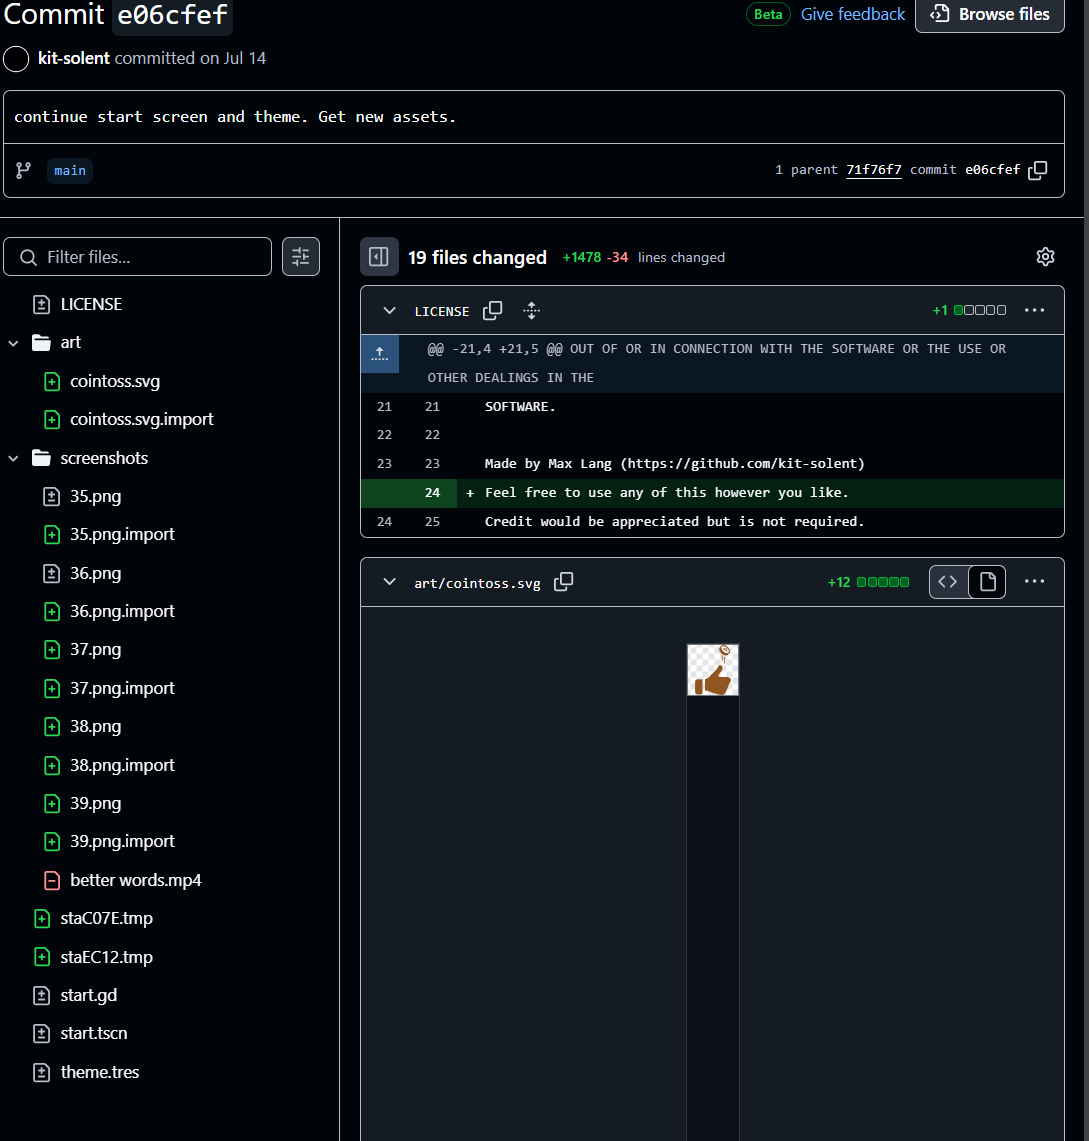 Commit e06cfef
Beta Give feedback Browse files
kit-solent committed on Jul 14
continue start screen and theme. Get new assets.
main
1 parent 71f76f7 commit e06cfef
Filter files...
LICENSE
art
cointoss.svg
cointoss.svg.import
screenshots
35.png
35.png.import
36.png
36.png.import
37.png
37.png.import
38.png
38.png.import
39.png
39.png.import
better words.mp4
staC07E.tmp
staEC12.tmp
start.gd
start.tscn
theme.tres
19 files changed +1478 -34 lines changed
LICENSE +1
@@ -21,4 +21,5 @@ OUT OF OR IN CONNECTION WITH THE SOFTWARE OR THE USE OR
OTHER DEALINGS IN THE
21 21 SOFTWARE.
22 22
23 23 Made by Max Lang (https://github.com/kit-solent)
24 + Feel free to use any of this however you like.
24 25 Credit would be appreciated but is not required.
art/cointoss.svg +12